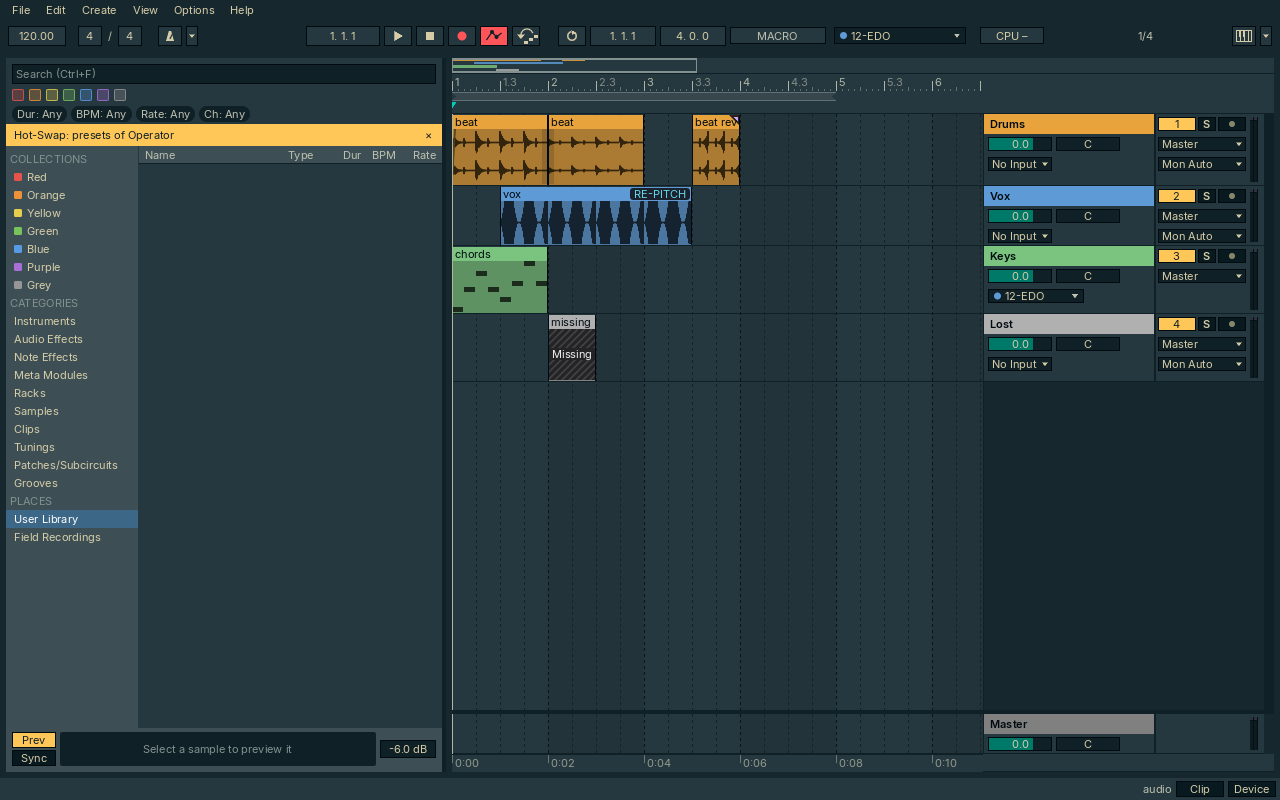 File Edit Create View Options Help
120.00 4 / 4 1. 1. 1 1. 1. 1 4. 0. 0 MACRO 12-EDO CPU – 1/4
Search (Ctrl+F)
Dur: Any BPM: Any Rate: Any Ch: Any
Hot-Swap: presets of Operator ×
COLLECTIONS
Red
Orange
Yellow
Green
Blue
Purple
Grey
CATEGORIES
Instruments
Audio Effects
Note Effects
Meta Modules
Racks
Samples
Clips
Tunings
Patches/Subcircuits
Grooves
PLACES
User Library
Field Recordings
Name Type Dur BPM Rate
Prev
Sync
Select a sample to preview it
-6.0 dB
1 1.3 2 2.3 3 3.3 4 4.3 5 5.3 6
beat beat beat rev
vox RE-PITCH
chords
missing
Missing
Drums 1 S
0.0 C Master
No Input Mon Auto
Vox 2 S
0.0 C Master
No Input Mon Auto
Keys 3 S
0.0 C Master
12-EDO
Lost 4 S
0.0 C Master
No Input Mon Auto
Master
0.0 C
0:00 0:02 0:04 0:06 0:08 0:10
audio Clip Device